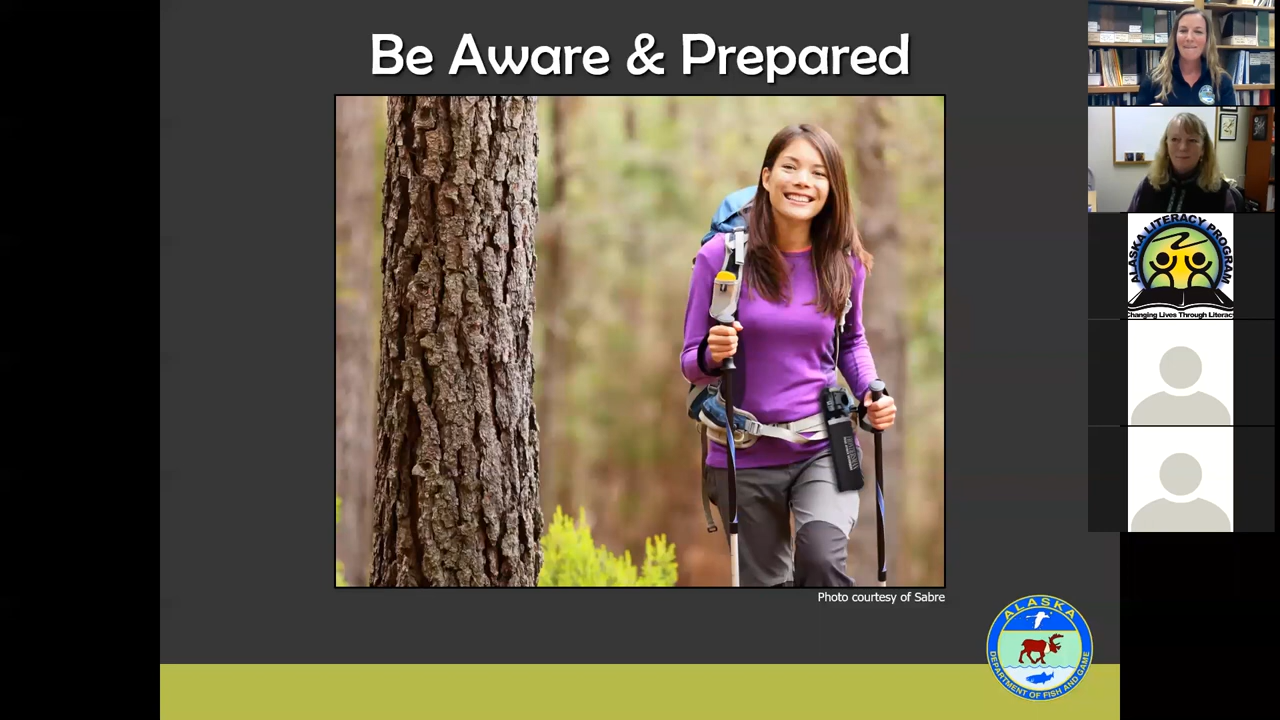 Be Aware & Prepared
Photo courtesy of Sabre
ALASKA
DEPARTMENT OF FISH AND GAME
ALASKA LITERACY PROGRAM
Changing Lives Through Literac